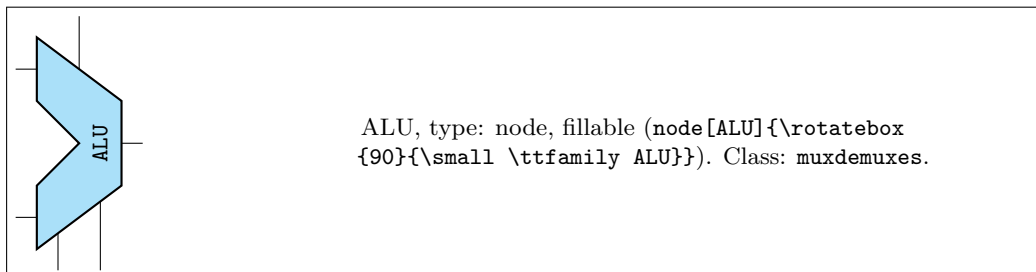 ALU
ALU, type: node, fillable (node[ALU]{\rotatebox
{90}{\small \ttfamily ALU}}). Class: muxdemuxes.